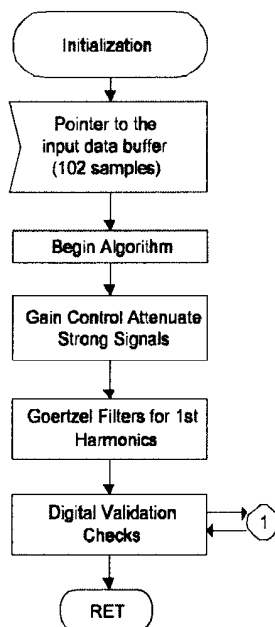 Initialization
Pointer to the
input data buffer
(102 samples)
Begin Algorithm
Gain Control Attenuate
Strong Signals
Goertzel Filters for 1st
Harmonics
Digital Validation
Checks
1
RET